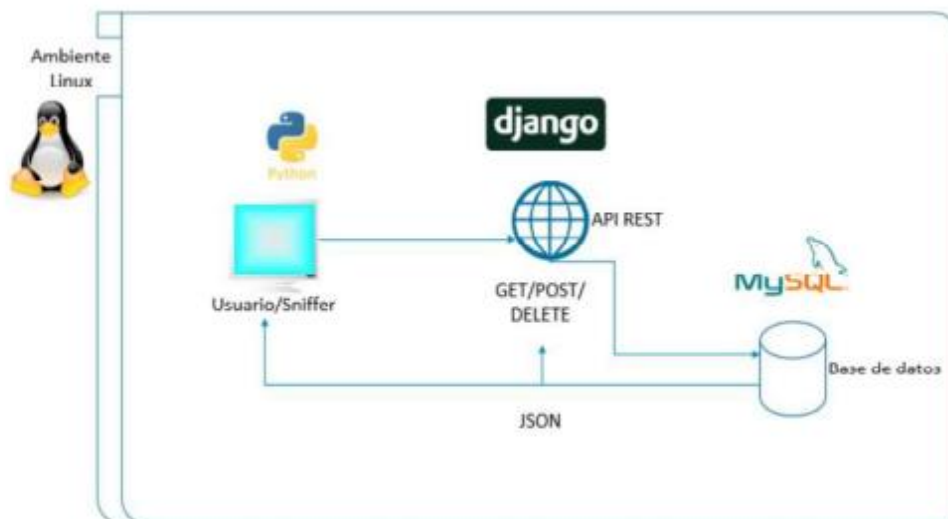 Ambiente
Linux
Python
django
API REST
Usuario/Sniffer
GET/POST/
DELETE
MySQL
Base de datos
JSON